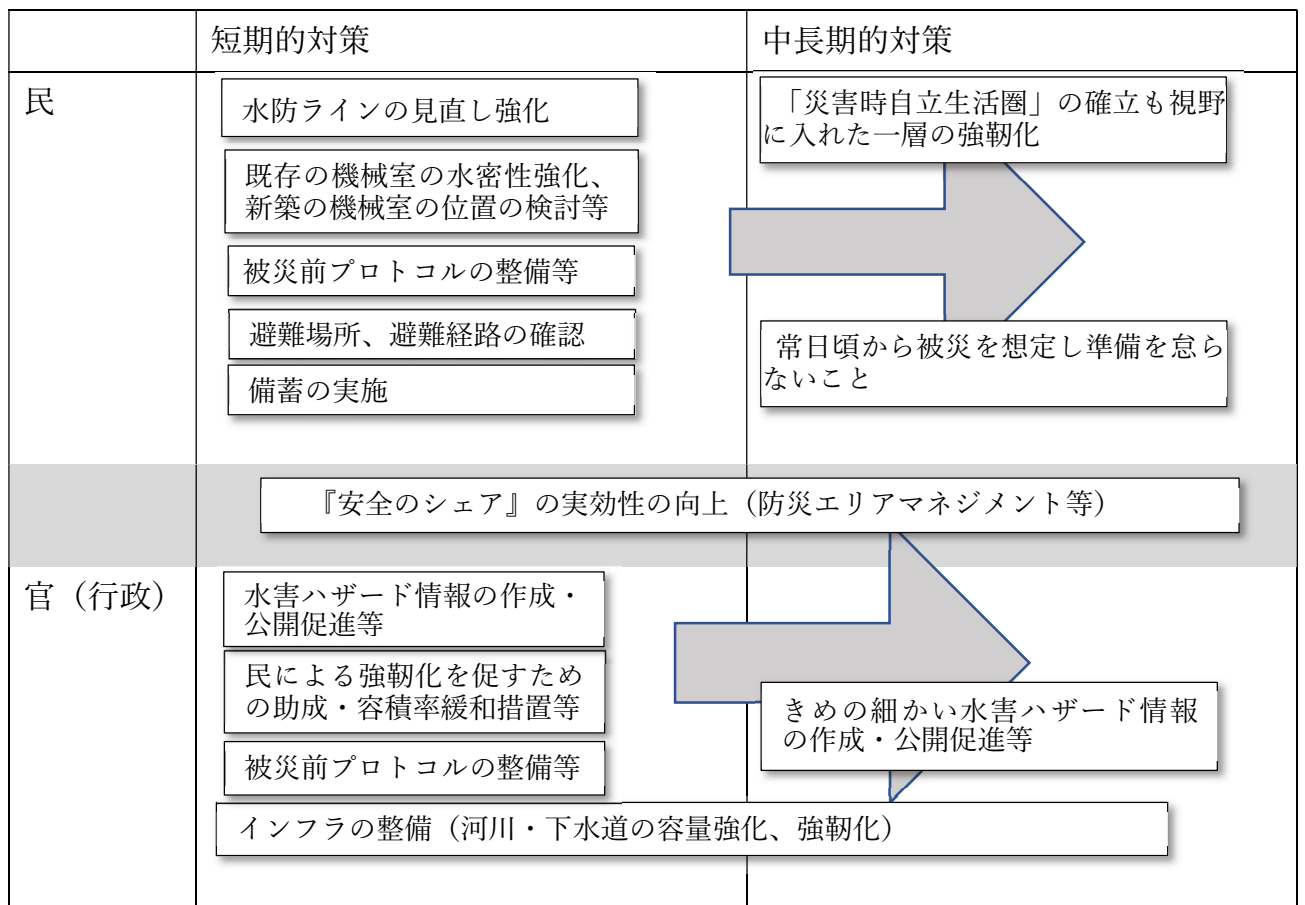 短期的対策
中長期的対策
民
水防ラインの見直し強化
既存の機械室の水密性強化、
新築の機械室の位置の検討等
被災前プロトコルの整備等
避難場所、避難経路の確認
備蓄の実施
「災害時自立生活圏」の確立も視野
に入れた一層の強靭化
常日頃から被災を想定し準備を怠ら
ないこと
『安全のシェア』の実効性の向上（防災エリアマネジメント等）
官（行政）
水害ハザード情報の作成・
公開促進等
民による強靭化を促すため
の助成・容積率緩和措置等
被災前プロトコルの整備等
きめの細かい水害ハザード情報
の作成・公開促進等
インフラの整備（河川・下水道の容量強化、強靭化）